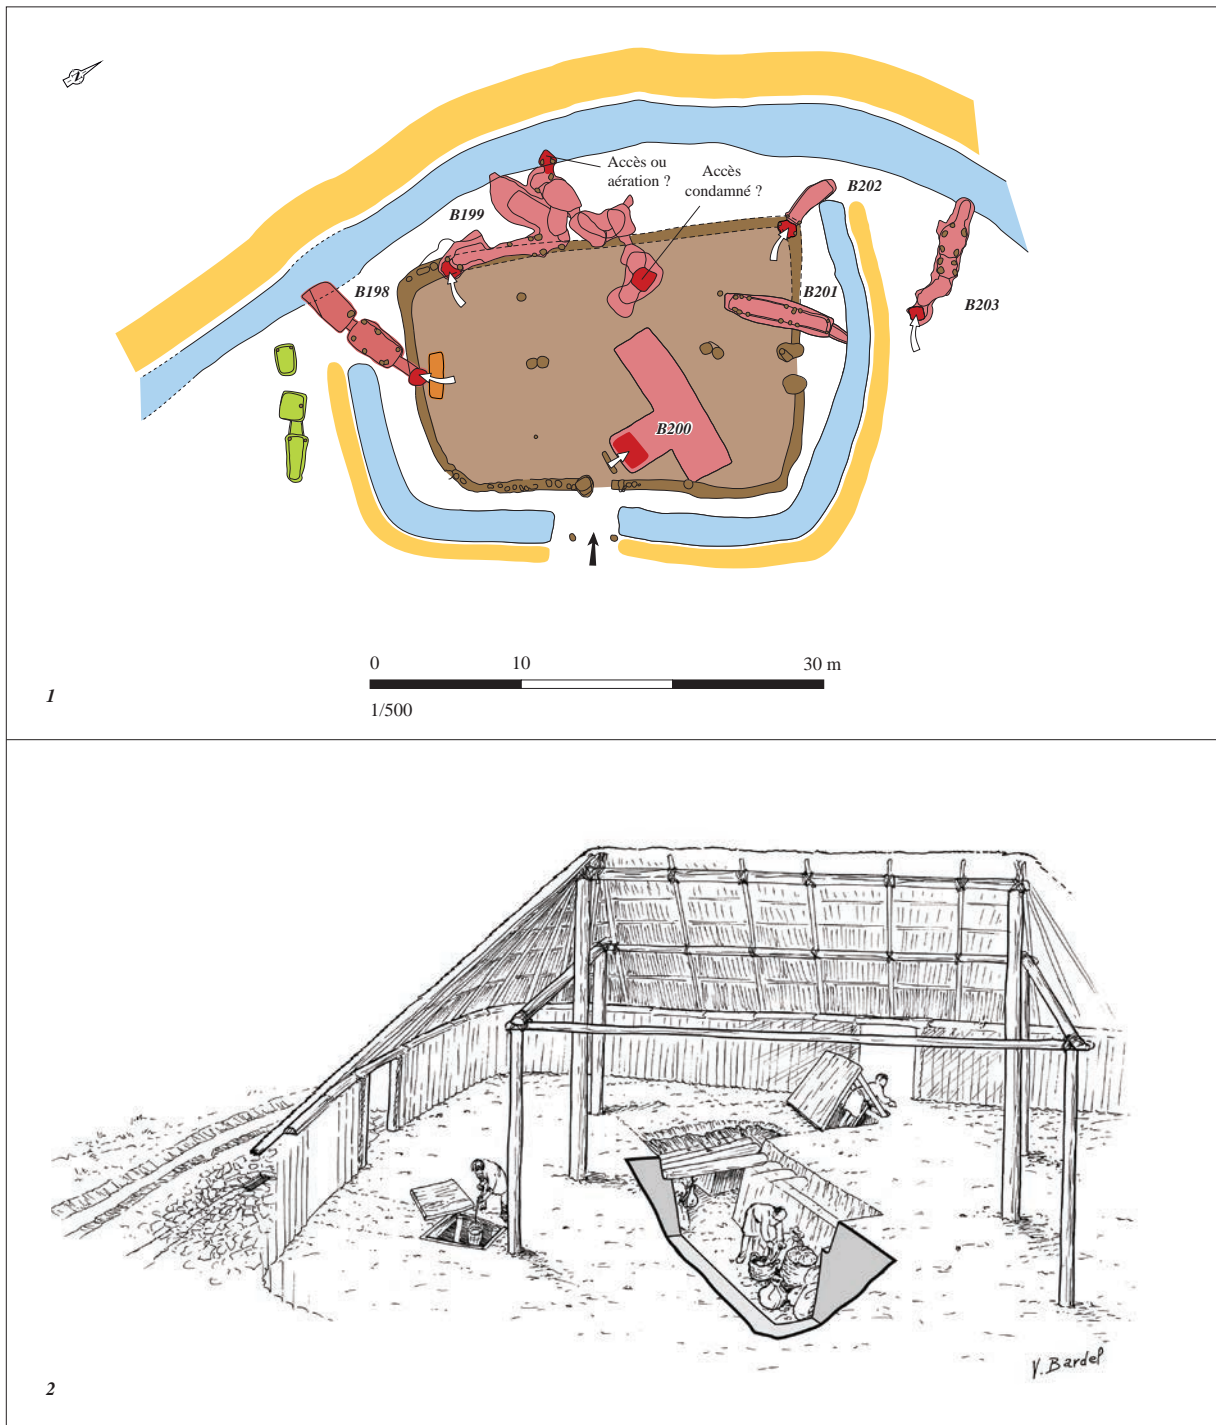 Accès ou
aération ?
Accès
condamné ?
B202
B199
B198
B201
B203
B200
0 10 30 m
1/500
1
V. Bardel
2